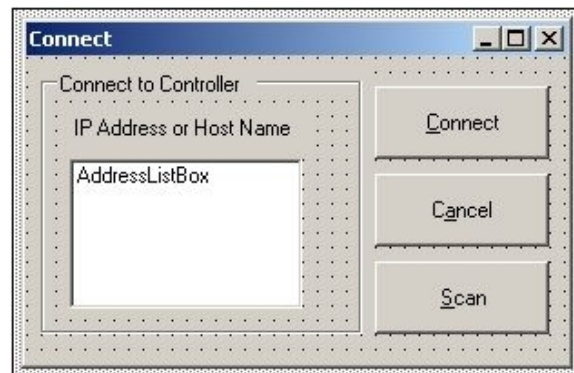 Connect
Connect to Controller
IP Address or Host Name
AddressListBox
Connect
Cancel
Scan